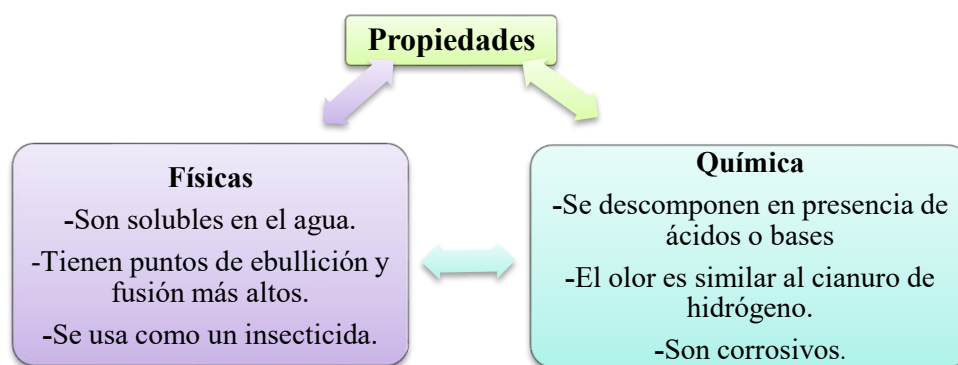 Propiedades
Físicas
-Son solubles en el agua.
-Tienen puntos de ebullición y
fusión más altos.
-Se usa como un insecticida.
Química
-Se descomponen en presencia de
ácidos o bases
-El olor es similar al cianuro de
hidrógeno.
-Son corrosivos.